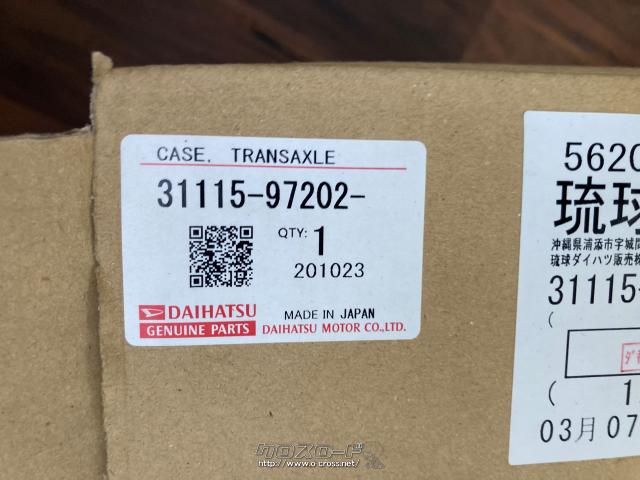 CASE, TRANSAXLE
31115-97202-
QTY: 1
201023
DAIHATSU
GENUINE PARTS
MADE IN JAPAN
DAIHATSU MOTOR CO.,LTD.
5620
琉球
沖縄県浦添市字城間
琉球ダイハツ販売株
31115-
(
( 1
03月07
クロスロード
http://www.o-cross.net/